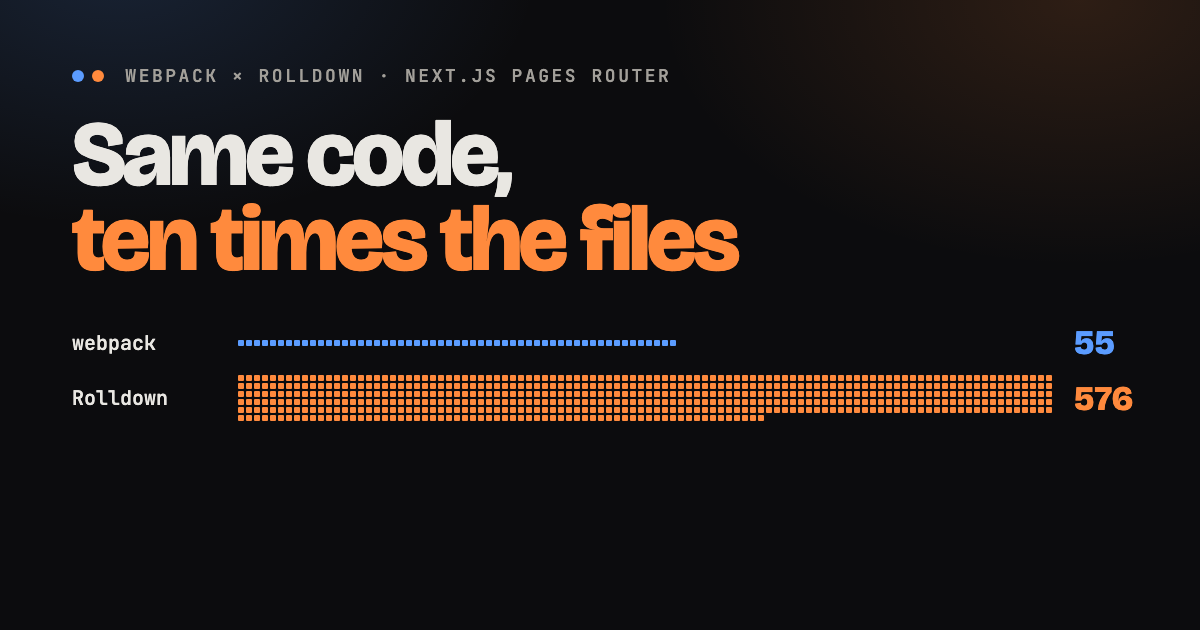 WEBPACK × ROLLDOWN · NEXT.JS PAGES ROUTER
Same code,
ten times the files
webpack 55
Rolldown 576